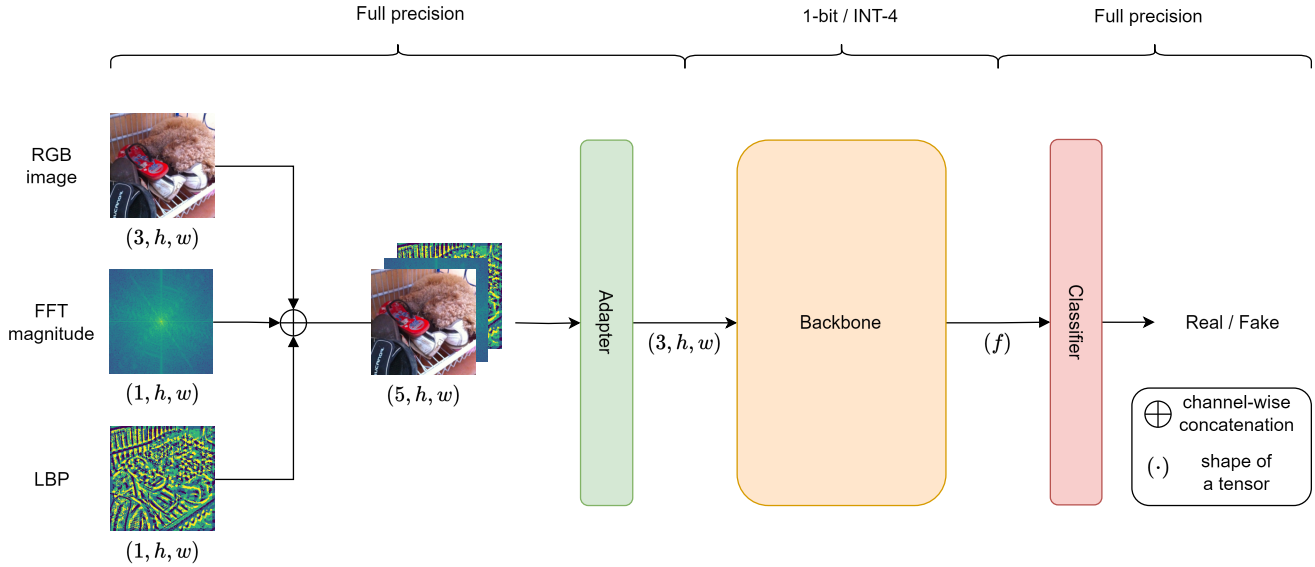 Full precision
1-bit / INT-4
Full precision
RGB
image
(3, h, w)
FFT
magnitude
(1, h, w)
LBP
(1, h, w)
(5, h, w)
Adapter
(3, h, w)
Backbone
(f)
Classifier
Real / Fake
channel-wise
concatenation
(·)
shape of
a tensor